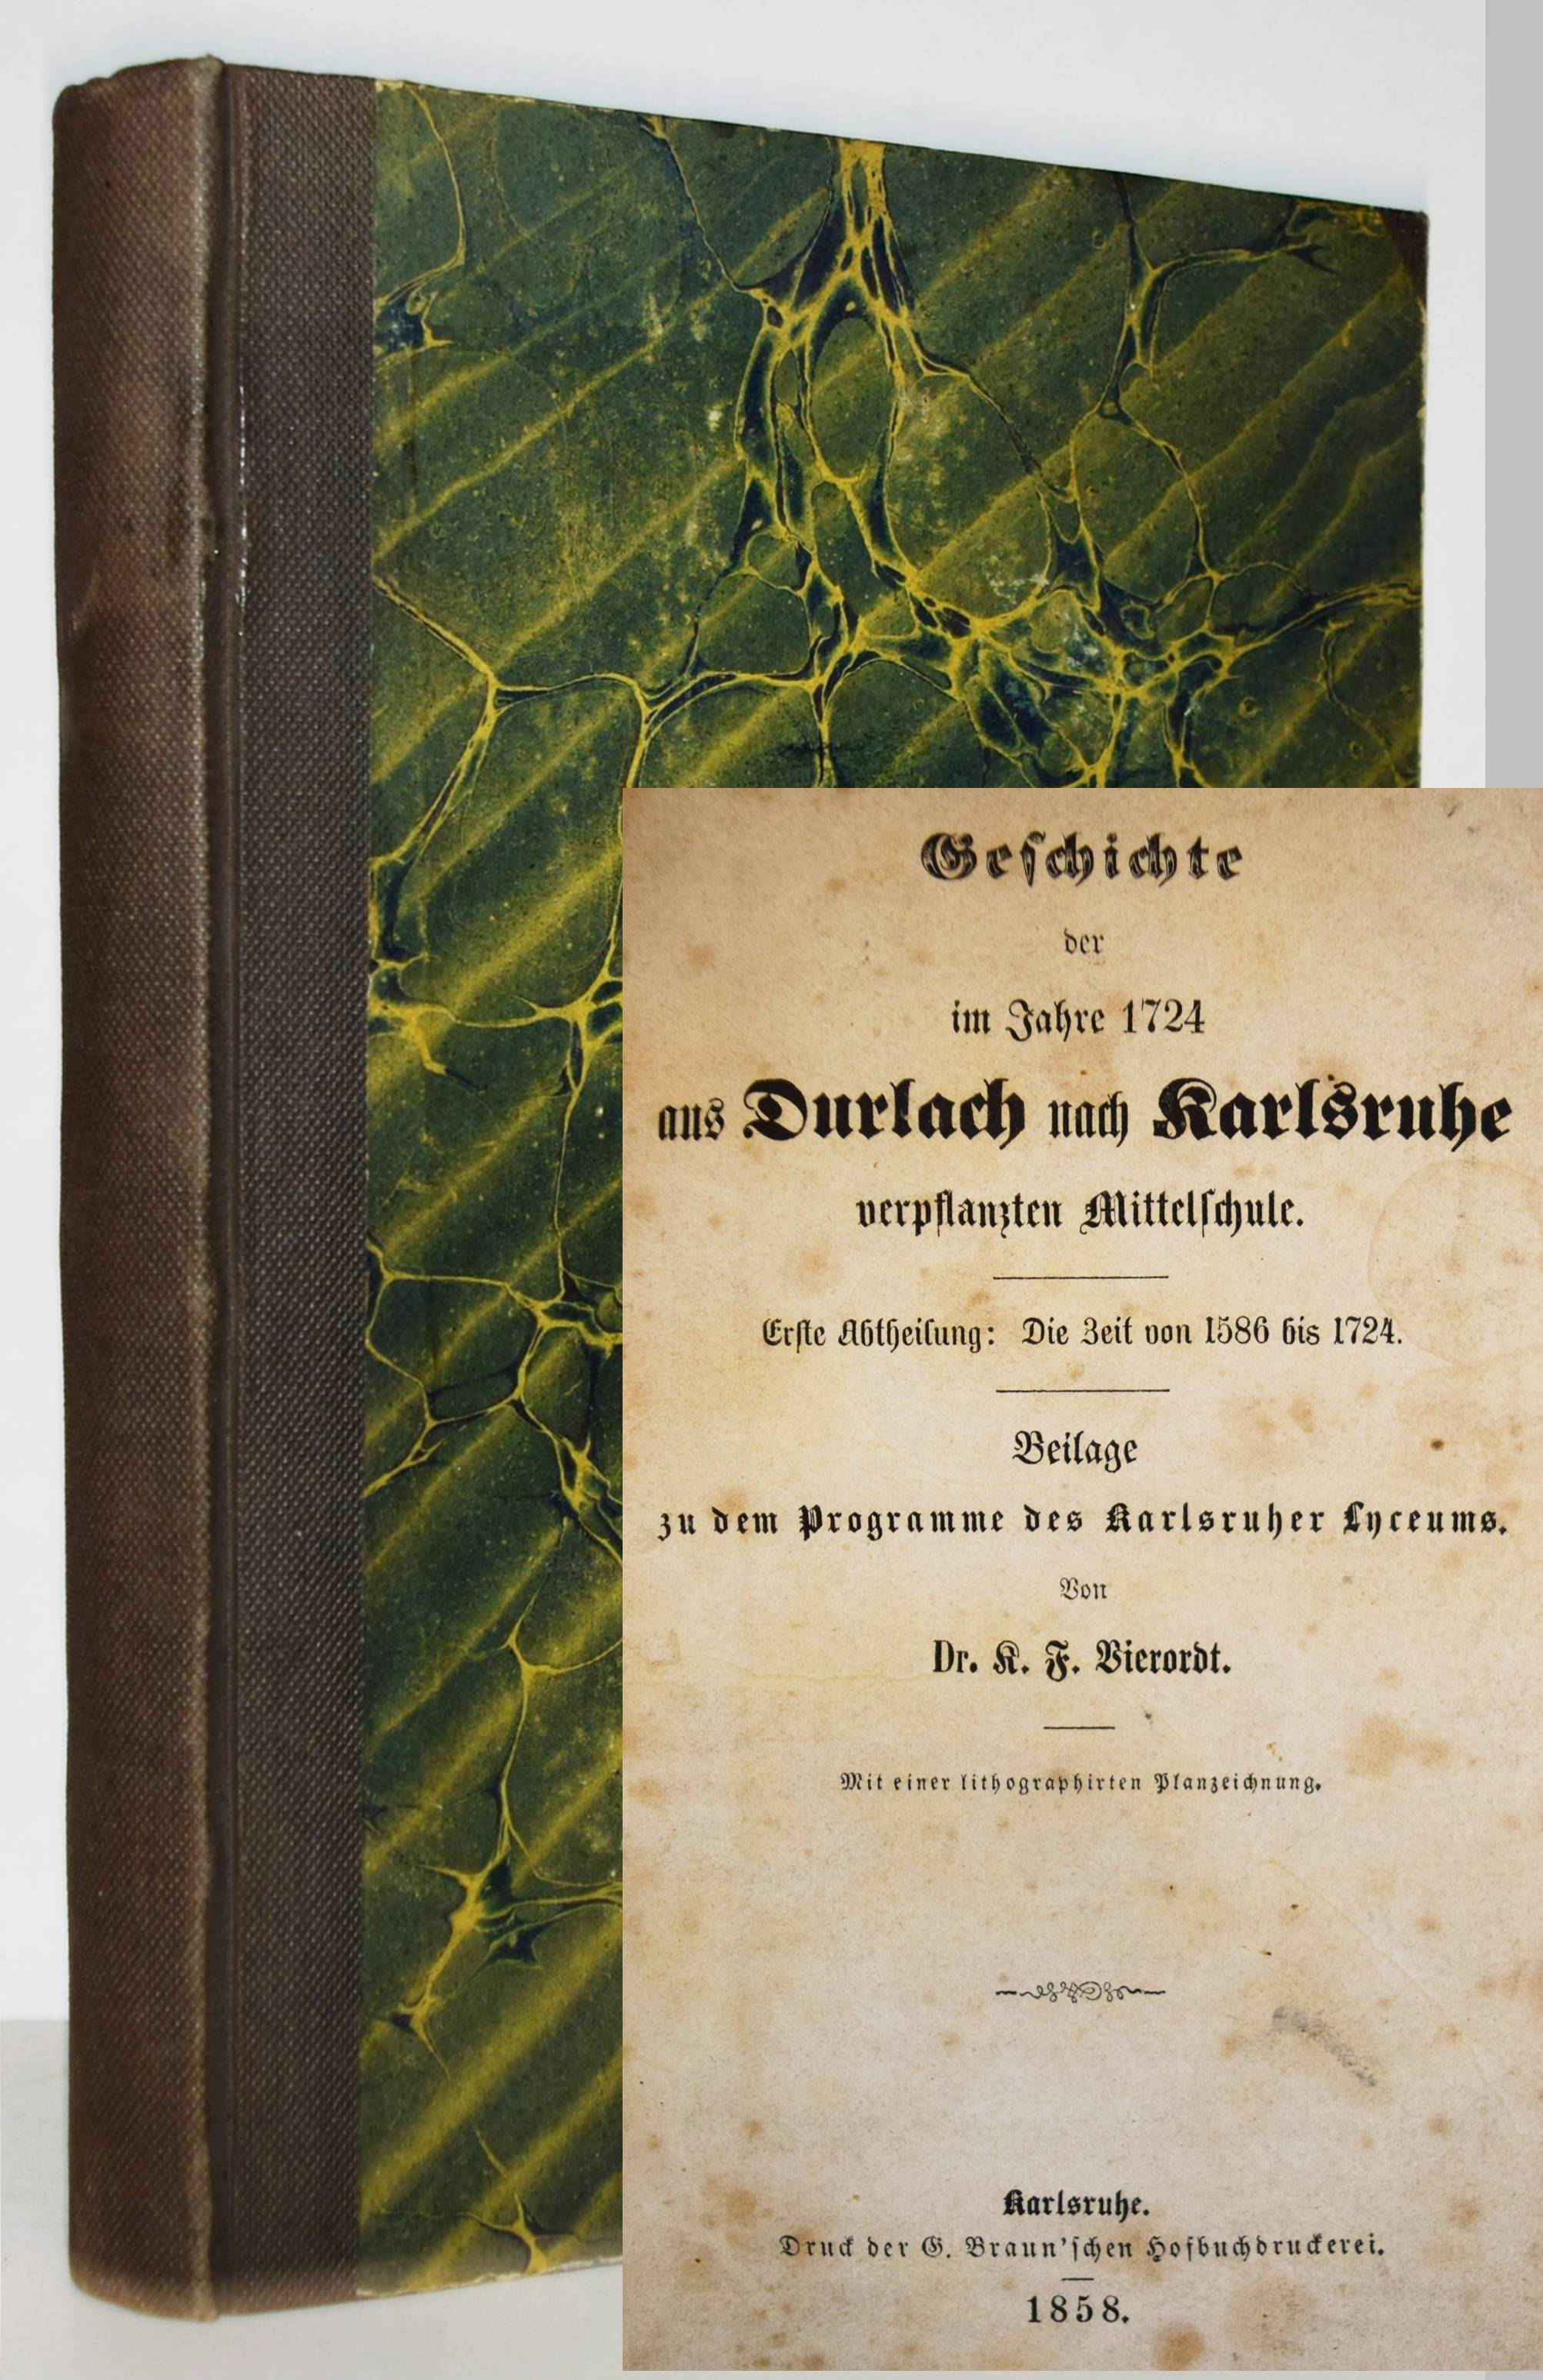 Geschichte
der
im Jahre 1724
aus Durlach nach Karlsruhe
verpflanzten Mittelschule.
Erste Abtheilung: Die Zeit von 1586 bis 1724.
Beilage
zu dem Programme des Karlsruher Lyceums.
Von
Dr. K. F. Vierordt.
Mit einer lithographirten Planzeichnung.
Karlsruhe.
Druck der G. Braun'schen Hofbuchdruckerei.
1858.